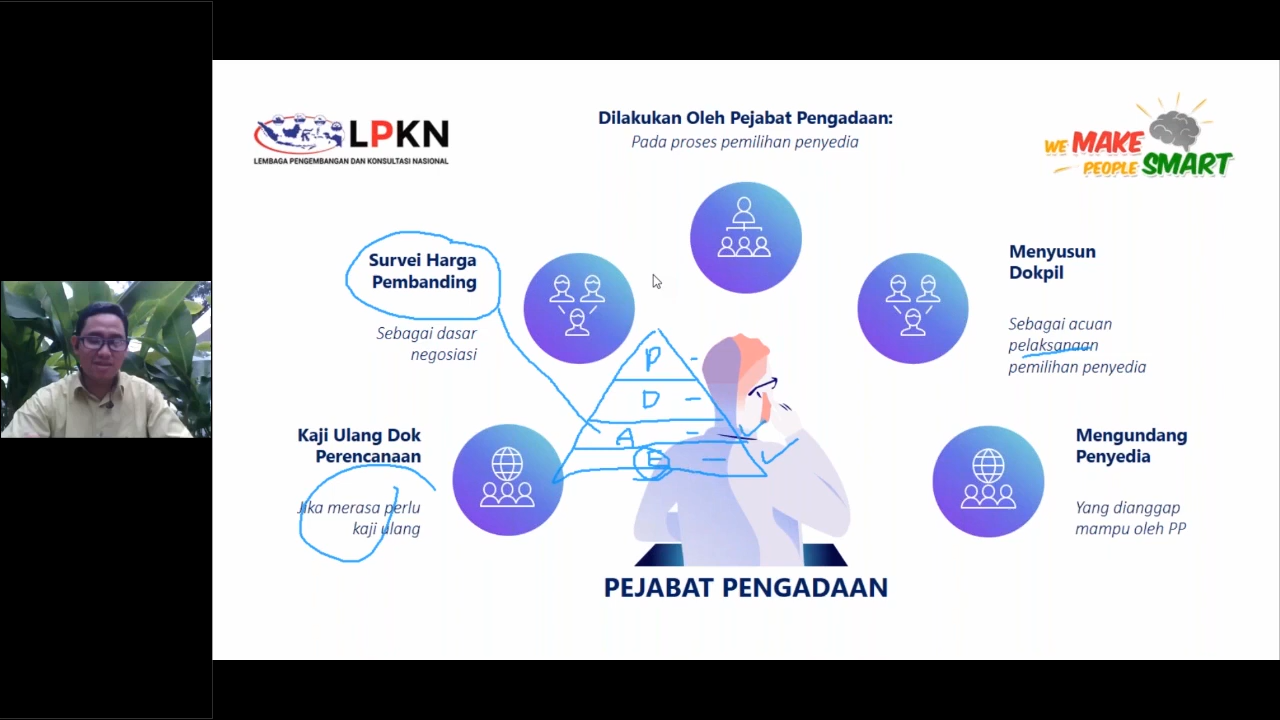 LPKN
LEMBAGA PENGEMBANGAN DAN KONSULTASI NASIONAL
Dilakukan Oleh Pejabat Pengadaan:
Pada proses pemilihan penyedia
WE MAKE
PEOPLE SMART
Survei Harga
Pembanding
Sebagai dasar
negosiasi
Menyusun
Dokpil
Sebagai acuan
pelaksanaan
pemilihan penyedia
P
D
A
E
Kaji Ulang Dok
Perencanaan
Jika merasa perlu
kaji ulang
Mengundang
Penyedia
Yang dianggap
mampu oleh PP
PEJABAT PENGADAAN